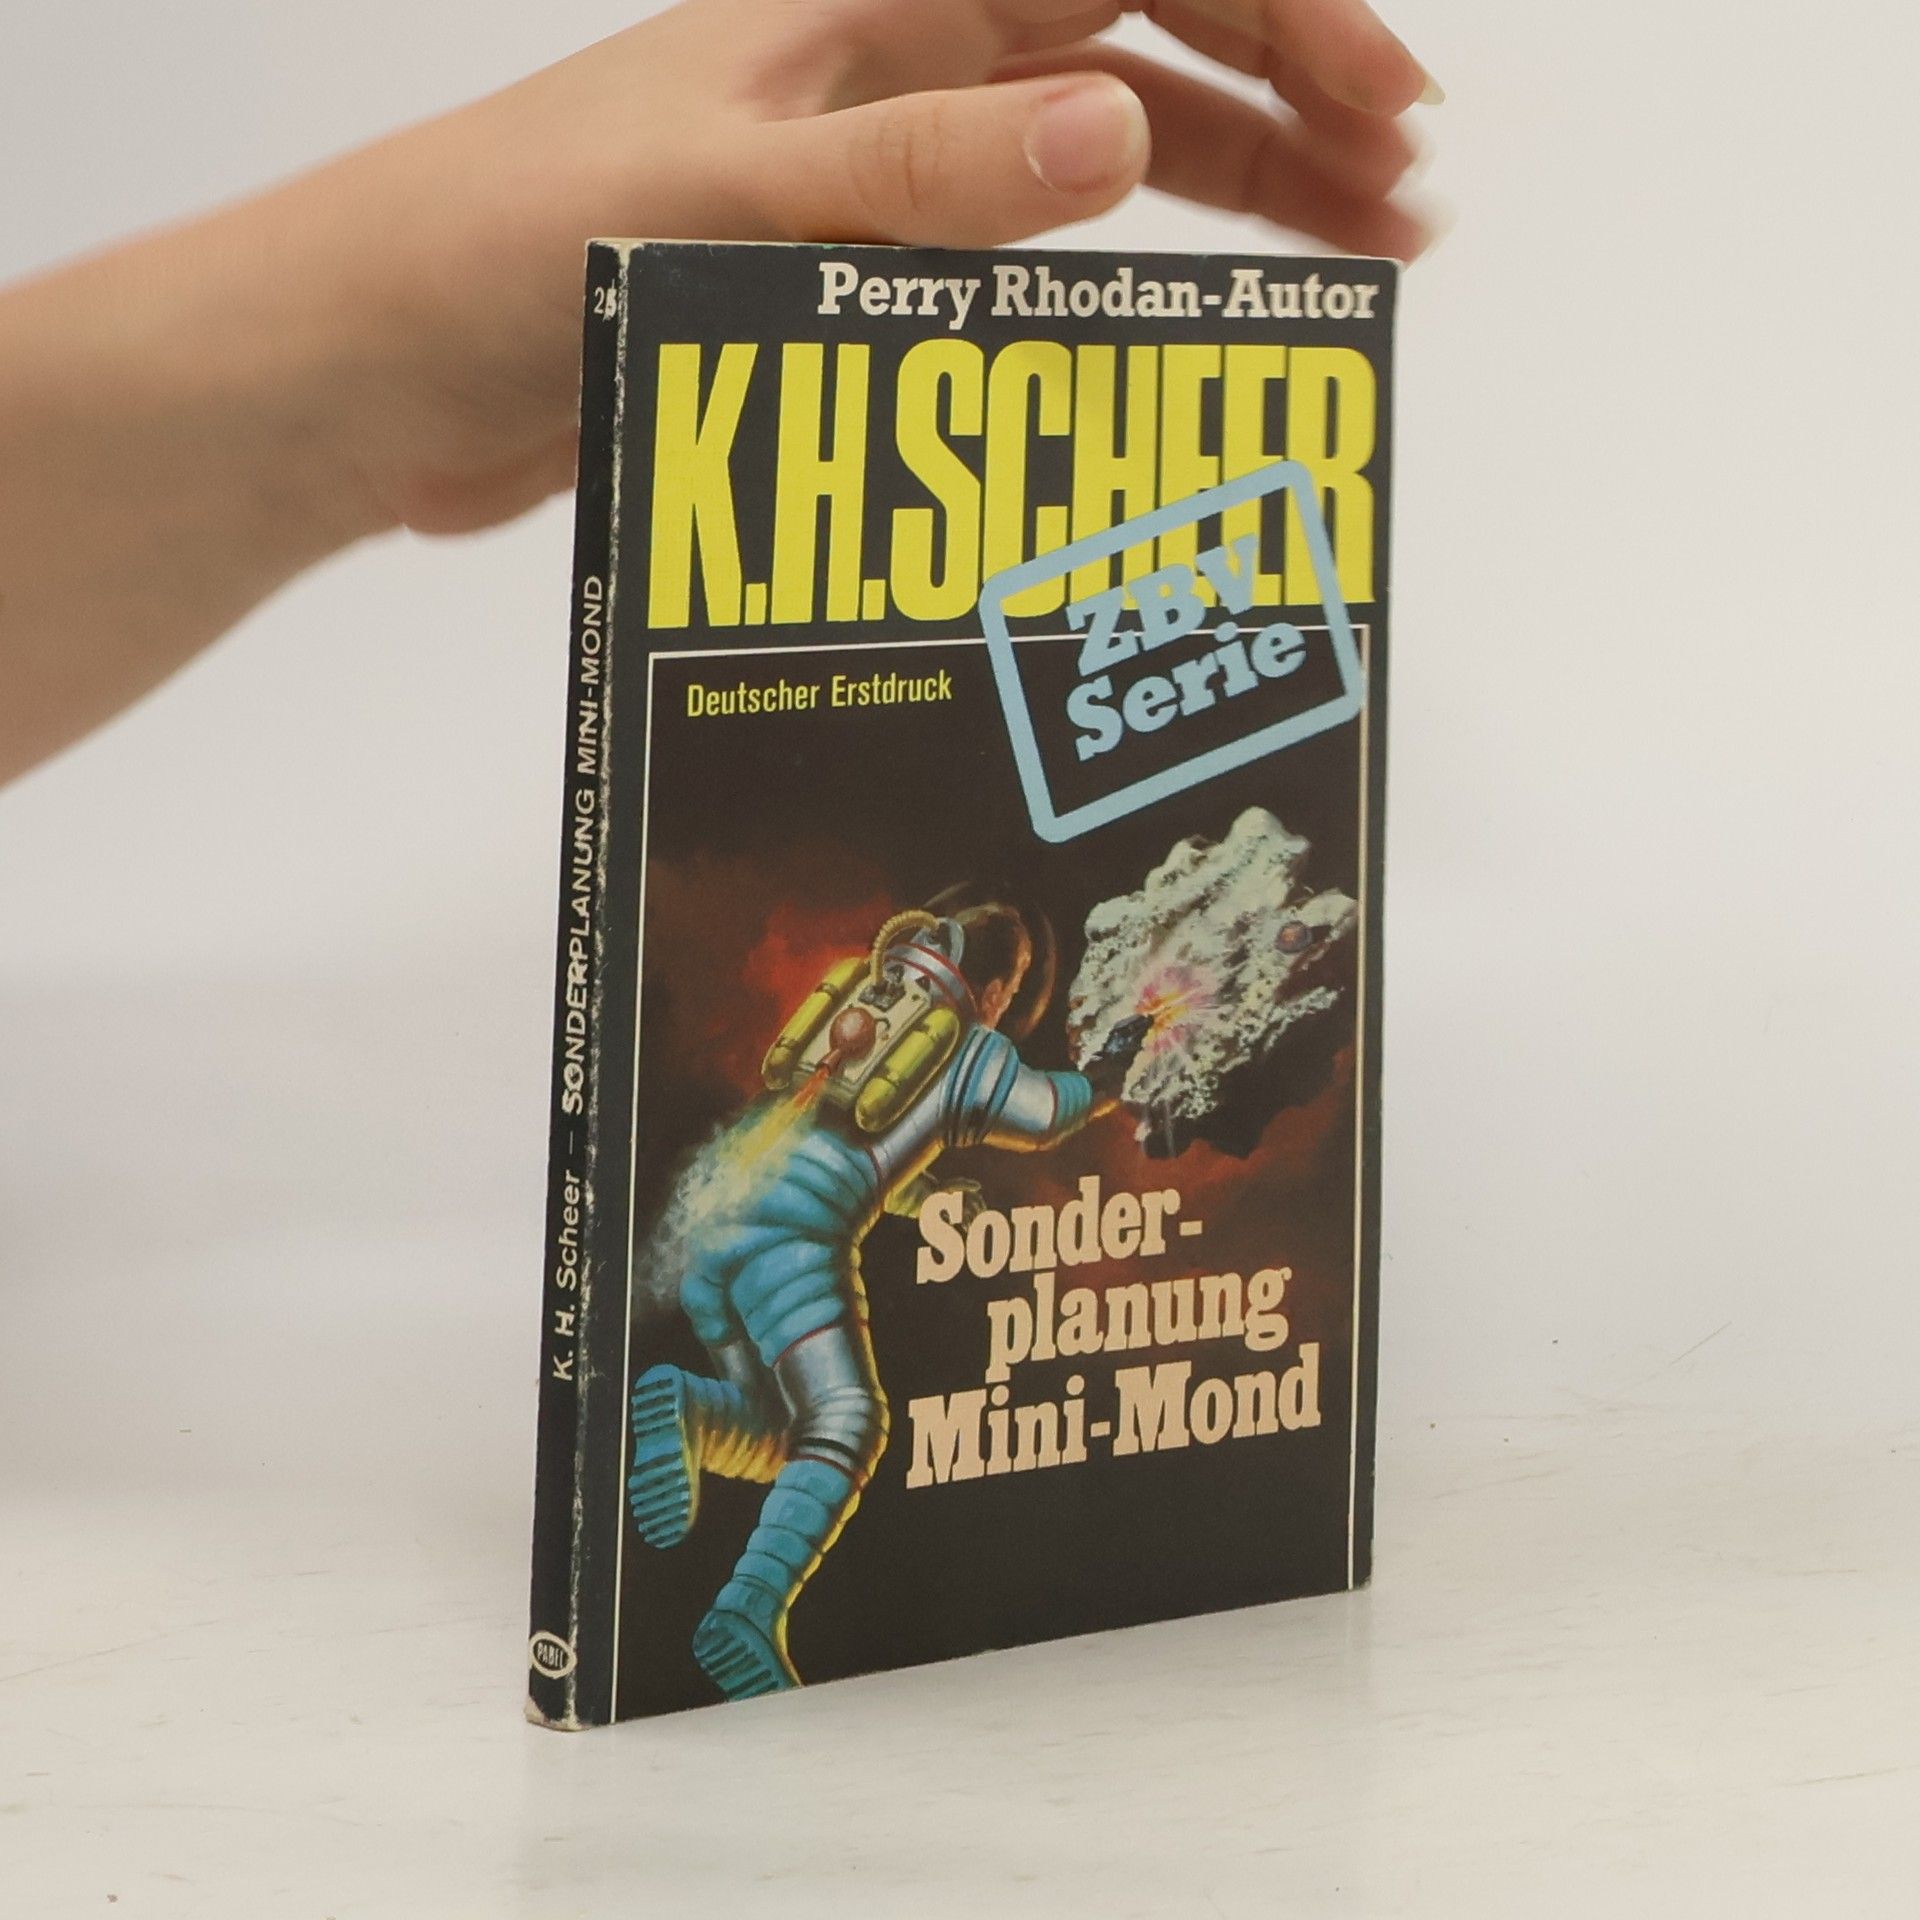 Perry Rhodan-Autor
K.H.SCHEER
ZBV
Serie
Deutscher Erstdruck
Sonder-
planung
Mini-Mond
K. H. Scheer — SONDERPLANUNG MINI-MOND
PABEL